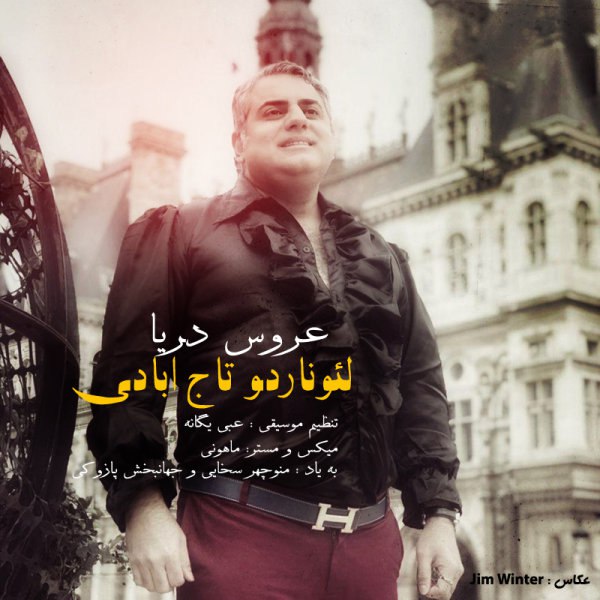 عروس دریا
لئوناردو تاج ابادی
تنظیم موسیقی : عبی یگانه
میکس و مستر: ماهونی
به یاد : منوچهر سخایی و جهانبخش پازوکی
عکاس : Jim Winter